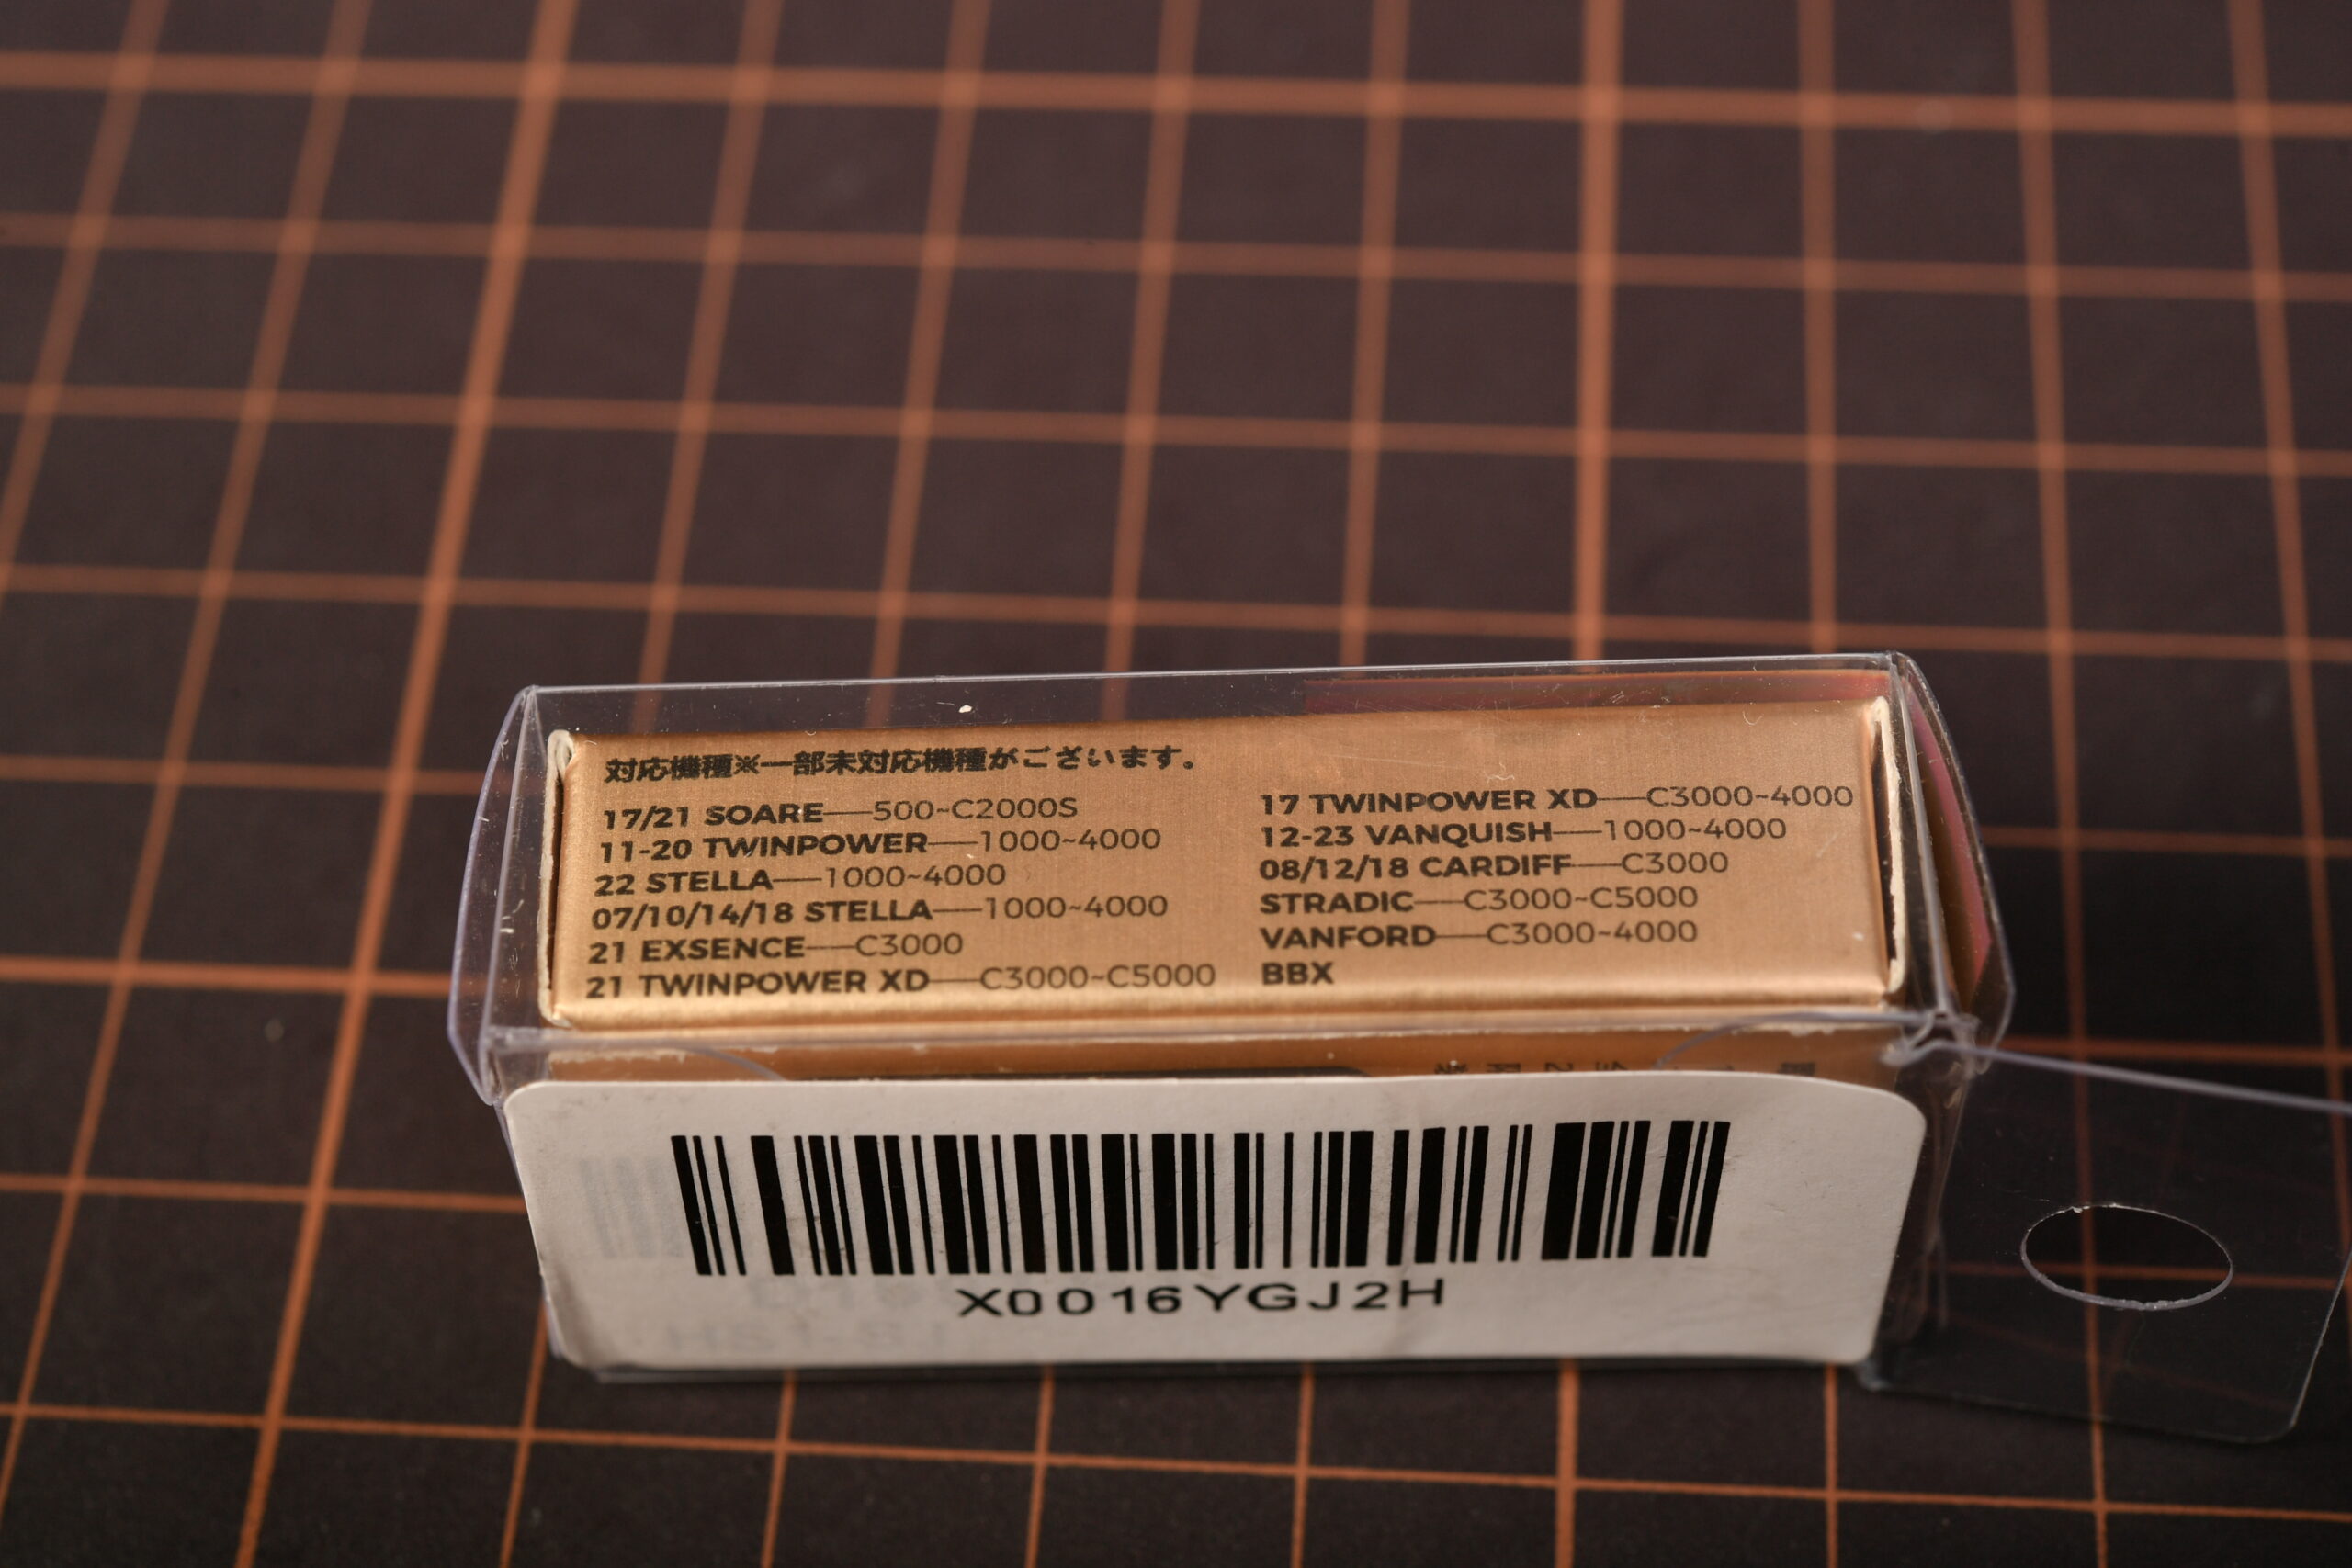 対応機種※一部未対応機種がございます。
17/21 SOARE──500~C2000S
11-20 TWINPOWER──1000~4000
22 STELLA──1000~4000
07/10/14/18 STELLA──1000~4000
21 EXSENCE──C3000
21 TWINPOWER XD──C3000~C5000
17 TWINPOWER XD──C3000~4000
12-23 VANQUISH──1000~4000
08/12/18 CARDIFF──C3000
STRADIC──C3000~C5000
VANFORD──C3000~4000
BBX
X0016YGJ2H